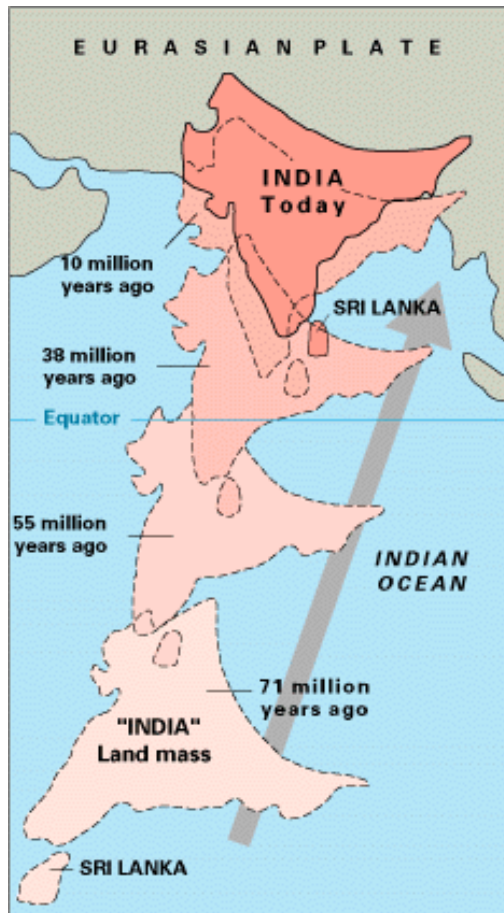 EURASIAN PLATE
INDIA
Today
10 million
years ago
SRI LANKA
38 million
years ago
Equator
55 million
years ago
INDIAN
OCEAN
71 million
years ago
"INDIA"
Land mass
SRI LANKA